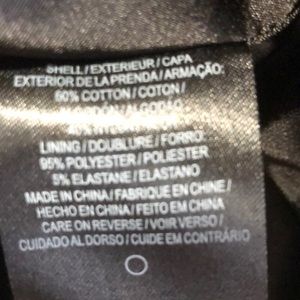 SHELL / EXTERIEUR / CAPA
EXTERIOR DE LA PRENDA / ARMAÇÃO:
60% COTTON / COTON /
ALGODÓN / ALGODÃO
LINING / DOUBLURE / FORRO:
95% POLYESTER / POLIESTER
5% ELASTANE / ELASTANO
MADE IN CHINA / FABRIQUE EN CHINE /
HECHO EN CHINA / FEITO EM CHINA
CARE ON REVERSE / VOIR VERSO /
CUIDADO AL DORSO / CUIDE EM CONTRÁRIO